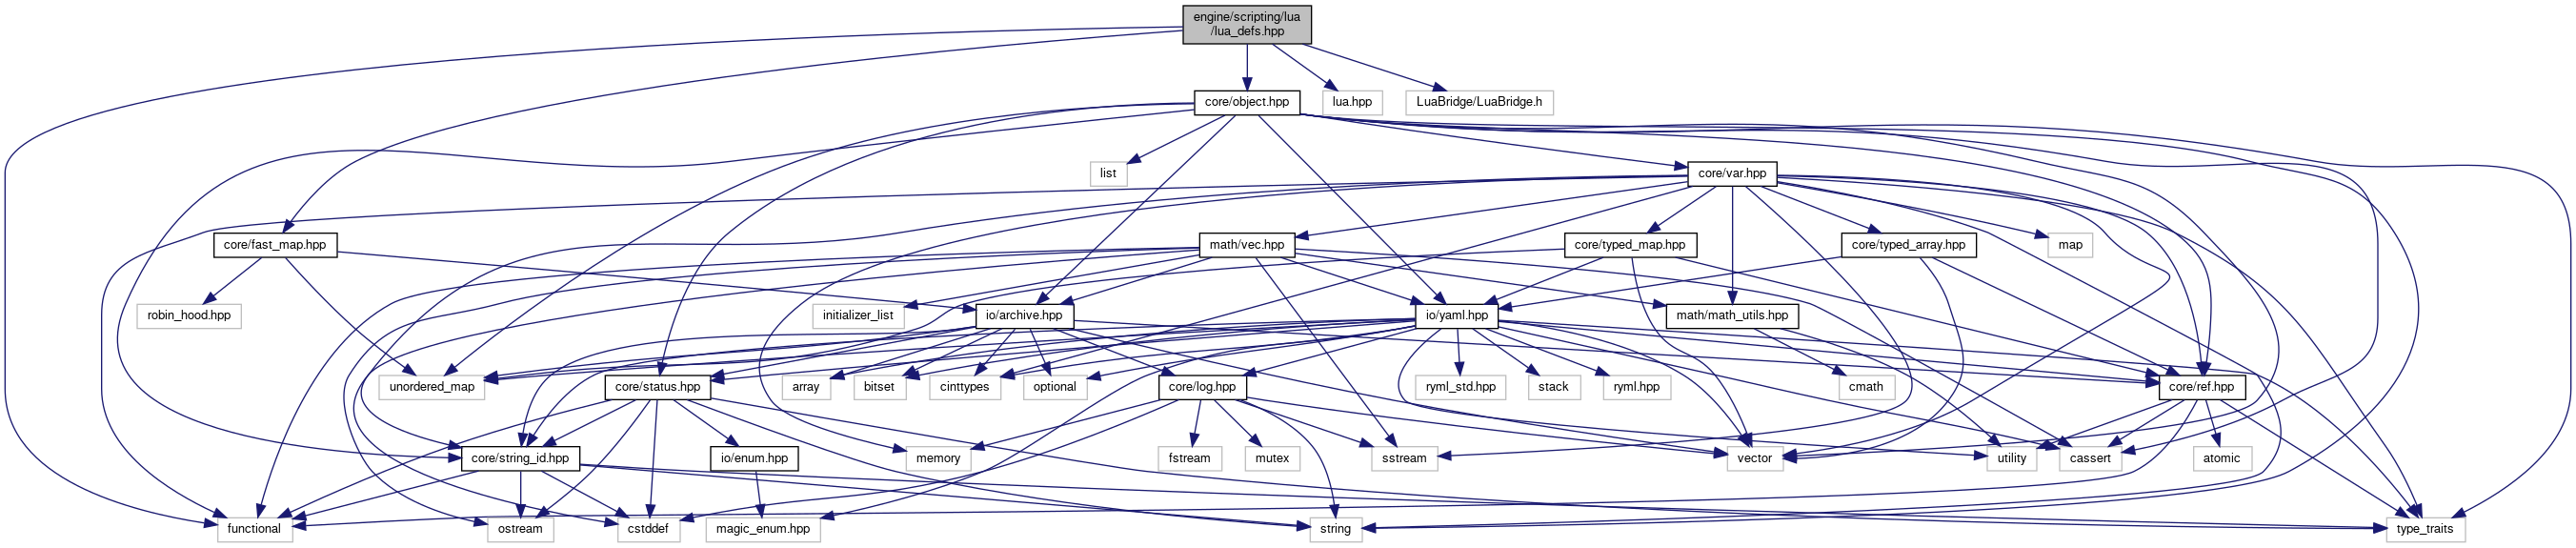 engine/scripting/lua
/lua_defs.hpp
core/object.hpp
lua.hpp
LuaBridge/LuaBridge.h
list
core/var.hpp
core/fast_map.hpp
math/vec.hpp
core/typed_map.hpp
core/typed_array.hpp
map
robin_hood.hpp
initializer_list
io/archive.hpp
io/yaml.hpp
math/math_utils.hpp
unordered_map
core/status.hpp
array
bitset
cinttypes
optional
core/log.hpp
ryml_std.hpp
stack
ryml.hpp
cmath
core/ref.hpp
core/string_id.hpp
io/enum.hpp
memory
fstream
mutex
sstream
vector
utility
cassert
atomic
functional
ostream
cstddef
magic_enum.hpp
string
type_traits